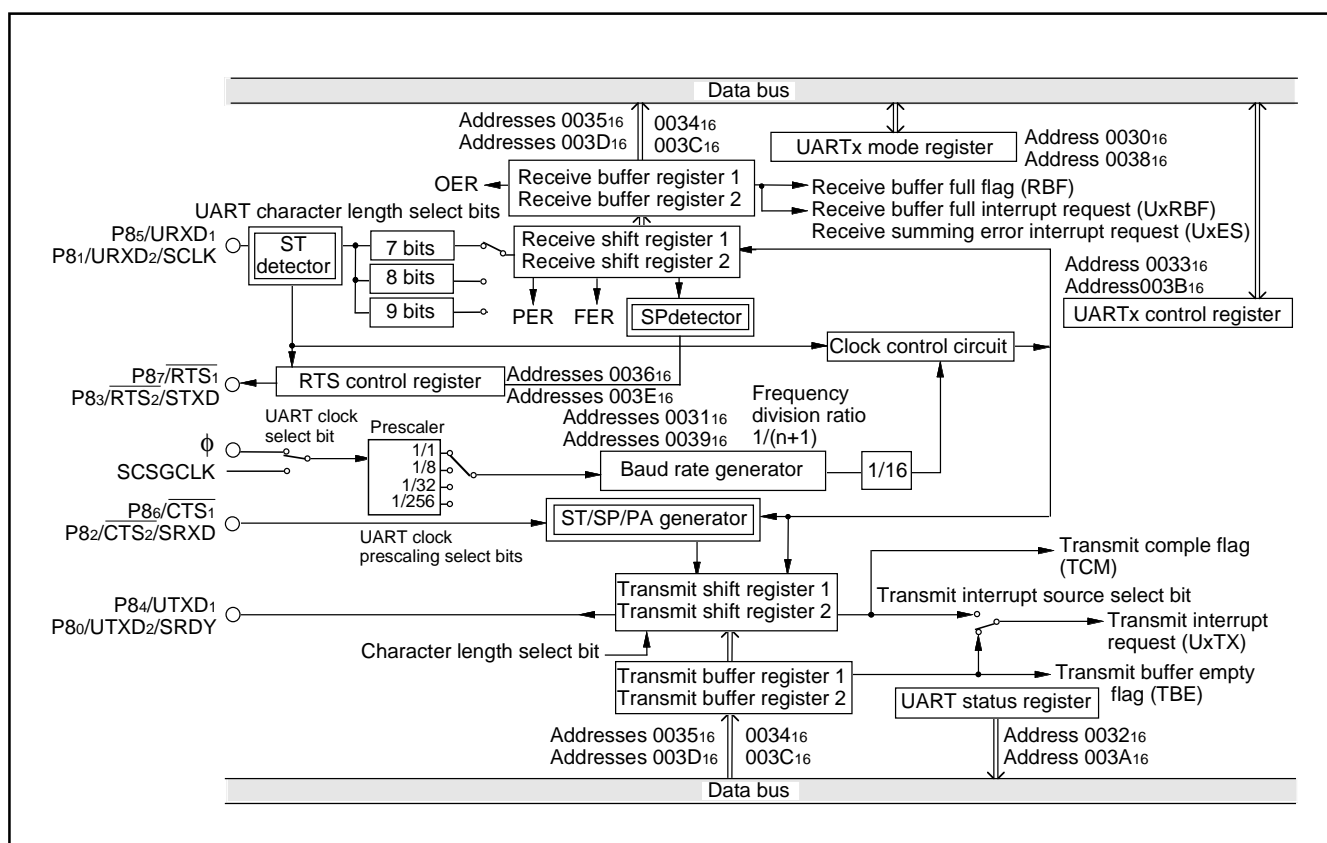 Data bus
Addresses 003516 003416
Addresses 003D16 003C16
UARTx mode register
Address 003016
Address 003816
OER
Receive buffer register 1
Receive buffer register 2
Receive buffer full flag (RBF)
Receive buffer full interrupt request (UxRBF)
Receive summing error interrupt request (UxES)
UART character length select bits
P85/URXD1
P81/URXD2/SCLK
ST
detector
7 bits
8 bits
9 bits
Receive shift register 1
Receive shift register 2
PER
FER
SPdetector
Address 003316
Address003B16
UARTx control register
Clock control circuit
P87/RTS1
P83/RTS2/STXD
RTS control register
Addresses 003616
Addresses 003E16
Addresses 003116
Addresses 003916
Frequency
division ratio
1/(n+1)
UART clock
select bit
ϕ
SCSGCLK
Prescaler
1/1
1/8
1/32
1/256
Baud rate generator
1/16
P86/CTS1
P82/CTS2/SRXD
UART clock
prescaling select bits
ST/SP/PA generator
Transmit comple flag
(TCM)
P84/UTXD1
P80/UTXD2/SRDY
Transmit shift register 1
Transmit shift register 2
Transmit interrupt source select bit
Transmit interrupt
request (UxTX)
Character length select bit
Transmit buffer register 1
Transmit buffer register 2
Transmit buffer empty
flag (TBE)
UART status register
Addresses 003516 003416
Addresses 003D16 003C16
Address 003216
Address 003A16
Data bus